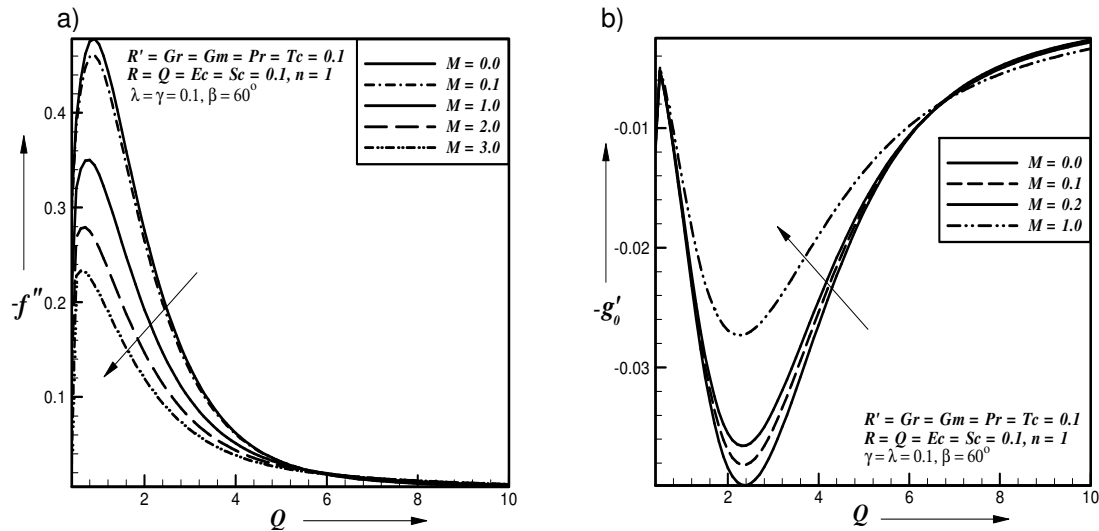 a)
R' = Gr = Gm = Pr = Tc = 0.1
R = Q = Ec = Sc = 0.1, n = 1
λ = γ = 0.1, β = 60°
M = 0.0
M = 0.1
M = 1.0
M = 2.0
M = 3.0
0.4
0.3
-f''
0.2
0.1
2
4
6
8
10
Q
b)
-0.01
-0.02
-g'₀
-0.03
M = 0.0
M = 0.1
M = 0.2
M = 1.0
R' = Gr = Gm = Pr = Tc = 0.1
R = Q = Ec = Sc = 0.1, n = 1
γ = λ = 0.1, β = 60°
2
4
6
8
10
Q